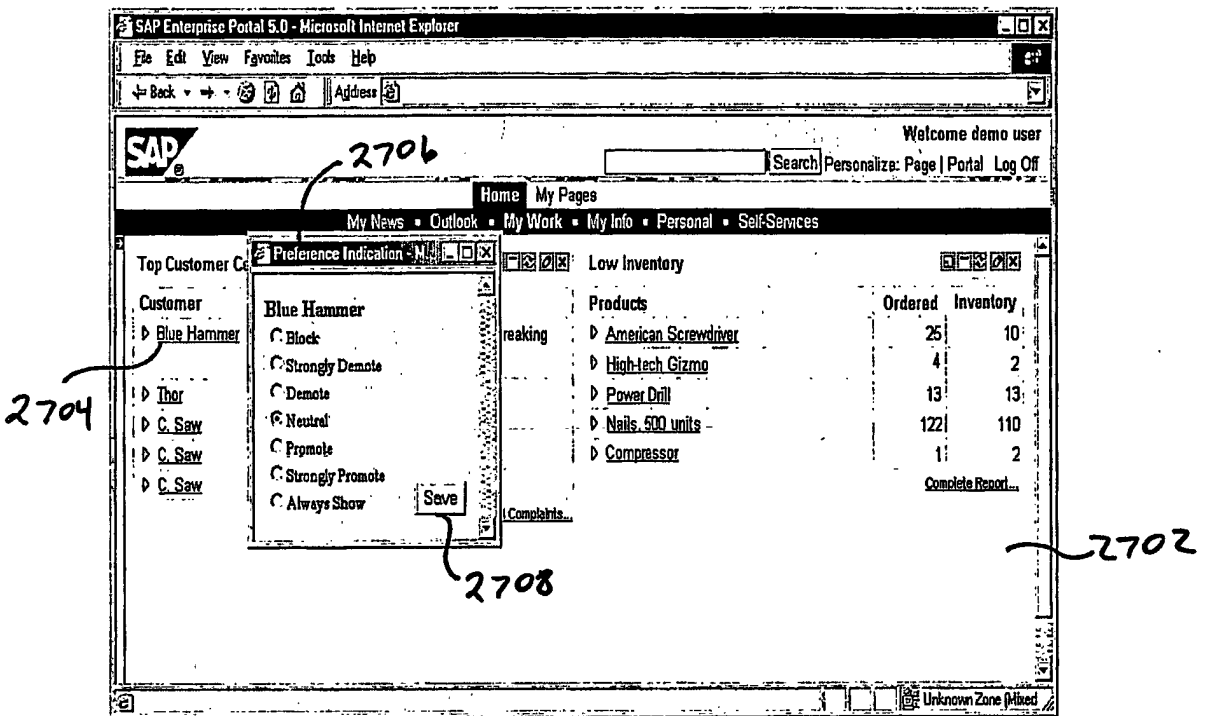 SAP Enterprise Portal 5.0 - Microsoft Internet Explorer
File Edit View Favorites Tools Help
Back Address
SAP
Welcome demo user
2706
Search Personalize: Page | Portal Log Off
Home My Pages
My News ▪ Outlook ▪ My Work ▪ My Info ▪ Personal ▪ Self-Services
Top Customer
Preference Indication -
Low Inventory
Customer
Blue Hammer
Products Ordered Inventory
Blue Hammer
Block
reaking
American Screwdriver 25 10
Strongly Demote
High-tech Gizmo 4 2
2704
Thor
Demote
Power Drill 13 13
C. Saw
Neutral
Nails, 500 units 122 110
C. Saw
Promote
Compressor 1 2
C. Saw
Strongly Promote
Complete Report...
Always Show
Save
Complaints...
2702
2708
Unknown Zone (Mixed